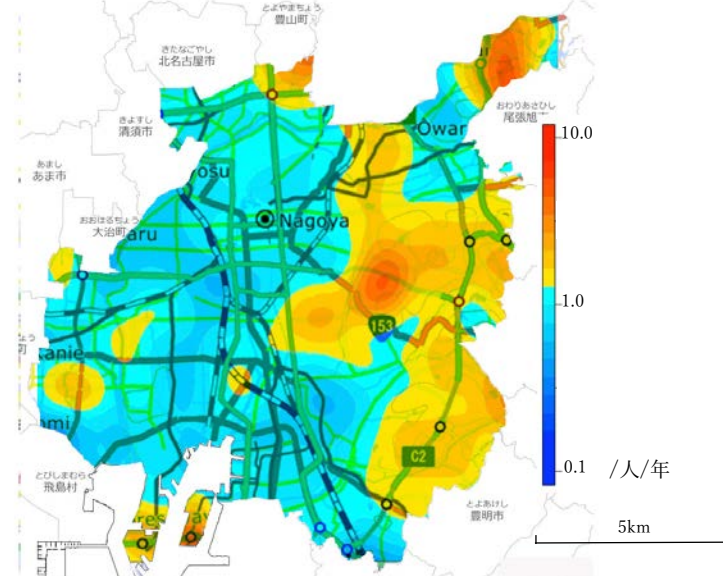 とよやまちょう
豊山町
きたなごやし
北名古屋市
おわりあさひし
尾張旭
きよすし
清須市
Owar
あまし
あま市
osu
おおはるちょう
大治町
aru
Nagoya
153
anie
C2
とびしまむら
飛島村
とよあけし
豊明市
10.0
1.0
0.1
/人/年
5km